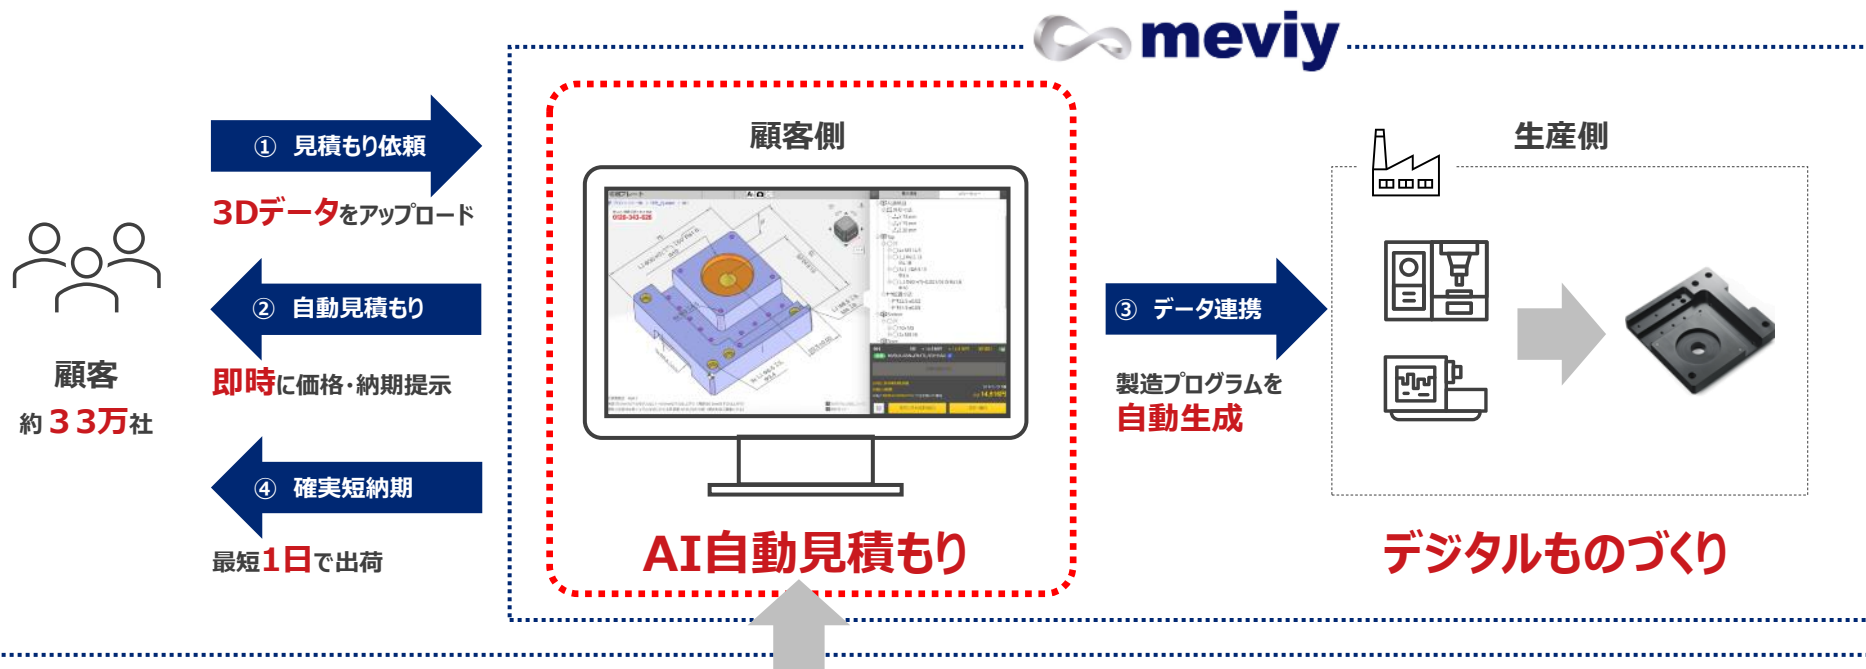 meviy
① 見積もり依頼
3Dデータをアップロード
② 自動見積もり
即時に価格・納期提示
④ 確実短納期
最短1日で出荷
顧客
約33万社
顧客側
AI自動見積もり
③ データ連携
製造プログラムを
自動生成
生産側
デジタルものづくり